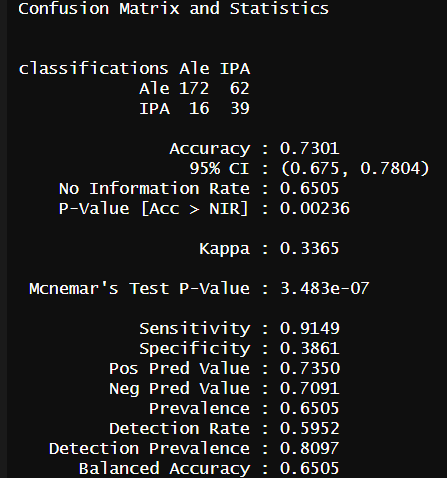 Confusion Matrix and Statistics
classifications Ale IPA
Ale 172 62
IPA 16 39
Accuracy : 0.7301
95% CI : (0.675, 0.7804)
No Information Rate : 0.6505
P-Value [Acc > NIR] : 0.00236
Kappa : 0.3365
Mcnemar's Test P-Value : 3.483e-07
Sensitivity : 0.9149
Specificity : 0.3861
Pos Pred Value : 0.7350
Neg Pred Value : 0.7091
Prevalence : 0.6505
Detection Rate : 0.5952
Detection Prevalence : 0.8097
Balanced Accuracy : 0.6505